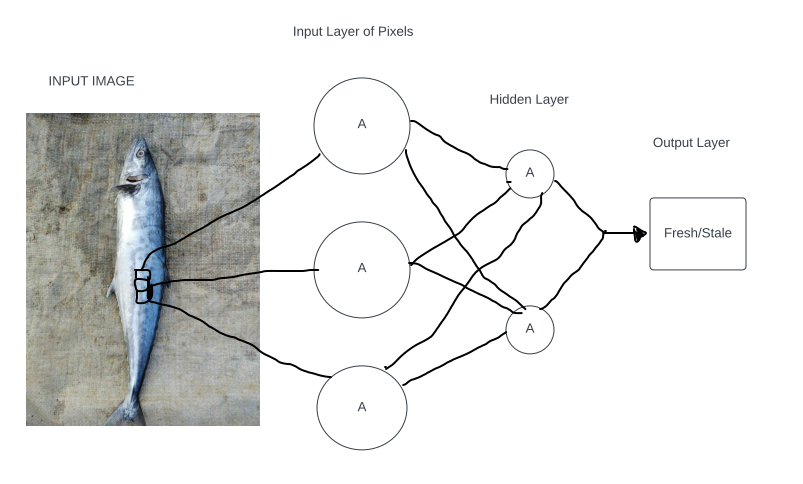 Input Layer of Pixels
INPUT IMAGE
Hidden Layer
Output Layer
A
A
A
A
A
Fresh/Stale